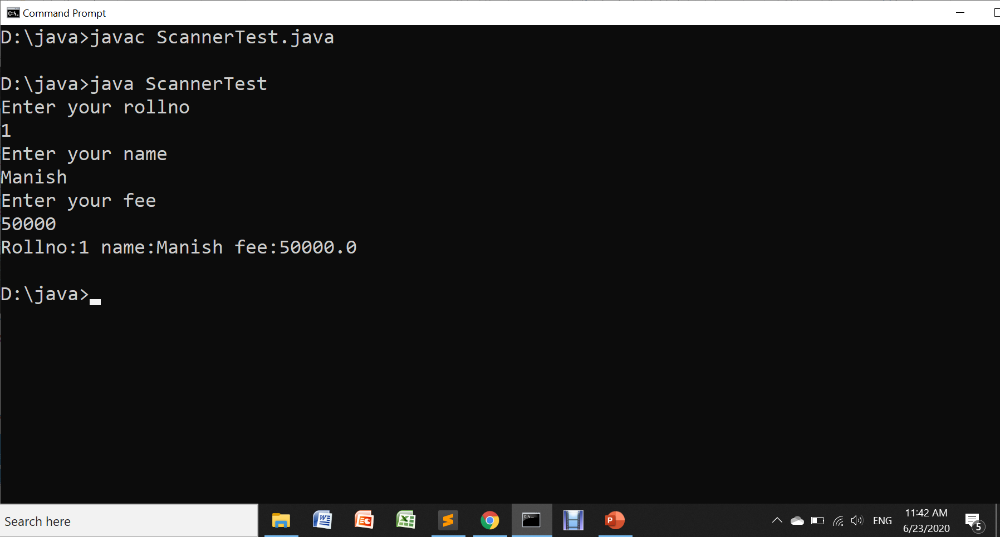 Command Prompt
D:\java>javac ScannerTest.java
D:\java>java ScannerTest
Enter your rollno
1
Enter your name
Manish
Enter your fee
50000
Rollno:1 name:Manish fee:50000.0
D:\java>
Search here
ENG
11:42 AM
6/23/2020
5